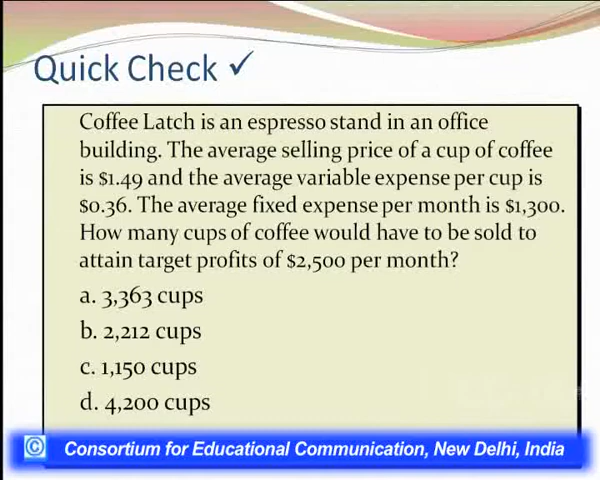 Quick Check ✓
Coffee Latch is an espresso stand in an office
building. The average selling price of a cup of coffee
is $1.49 and the average variable expense per cup is
$0.36. The average fixed expense per month is $1,300.
How many cups of coffee would have to be sold to
attain target profits of $2,500 per month?
a. 3,363 cups
b. 2,212 cups
c. 1,150 cups
d. 4,200 cups
© Consortium for Educational Communication, New Delhi, India